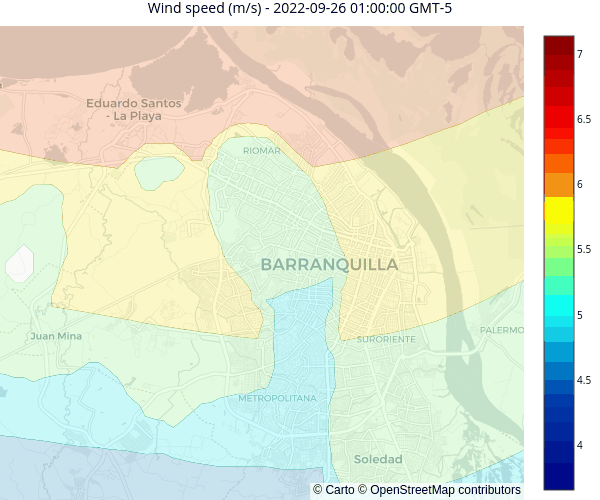 Wind speed (m/s) - 2022-09-26 01:00:00 GMT-5
7
Eduardo Santos
- La Playa
6.5
RIOMAR
6
5.5
BARRANQUILLA
5
PALERMO
Juan Mina
SURORIENTE
4.5
METROPOLITANA
4
Soledad
© Carto © OpenStreetMap contributors